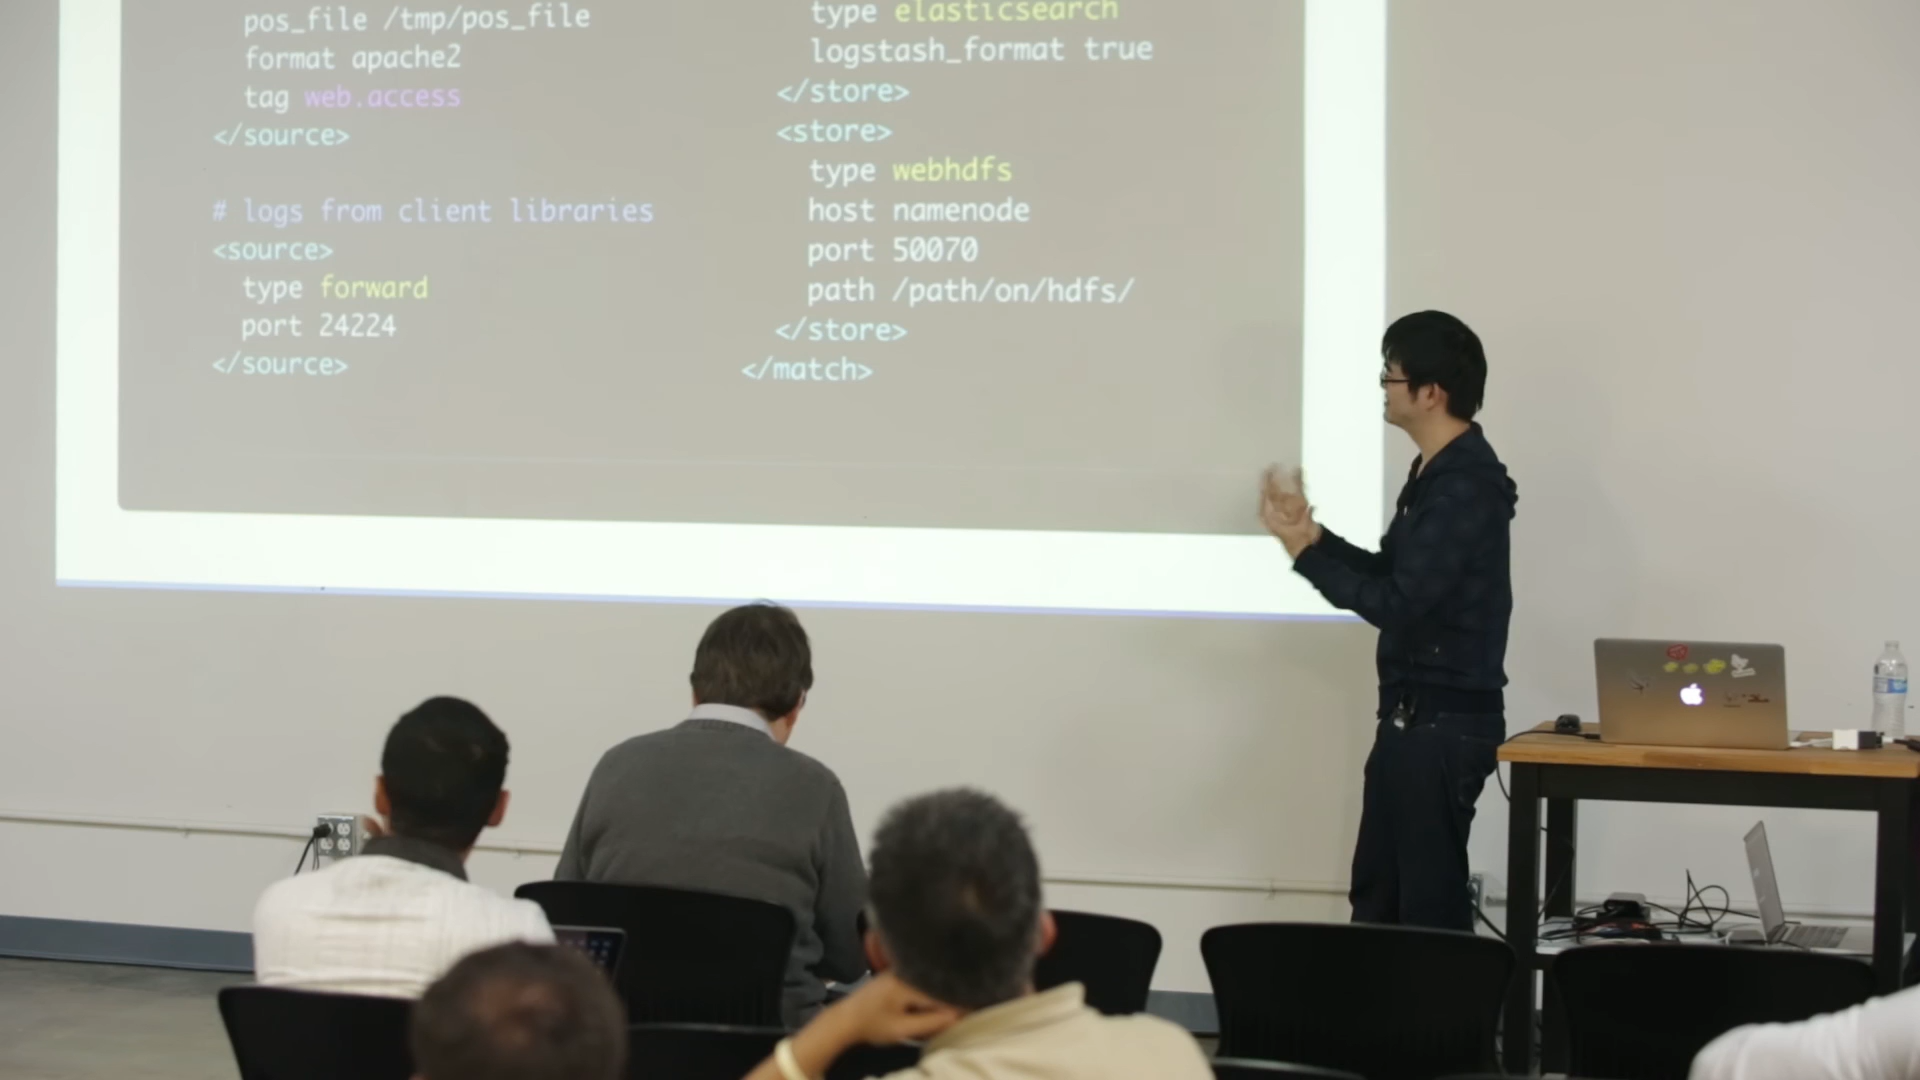 pos_file /tmp/pos_file
format apache2
tag web.access
</source>
# logs from client libraries
<source>
type forward
port 24224
</source>
type elasticsearch
logstash_format true
</store>
<store>
type webhdfs
host namenode
port 50070
path /path/on/hdfs/
</store>
</match>